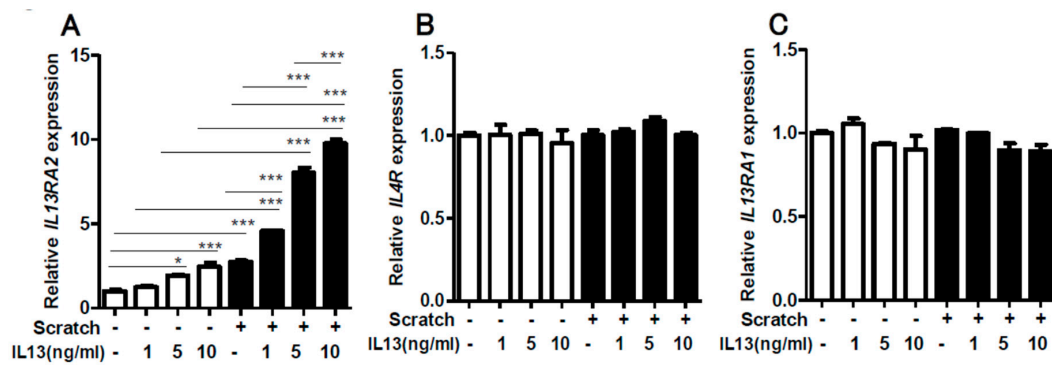 A
Relative IL13RA2 expression
15
10
5
0
***
***
***
***
***
***
***
***
***
*
Scratch - - - - + + + +
IL13(ng/ml) - 1 5 10 - 1 5 10
B
Relative IL4R expression
1.5
1.0
0.5
0.0
Scratch - - - - + + + +
IL13(ng/ml) - 1 5 10 - 1 5 10
C
Relative IL13RA1 expression
1.5
1.0
0.5
0.0
Scratch - - - - + + + +
IL13(ng/ml) - 1 5 10 - 1 5 10